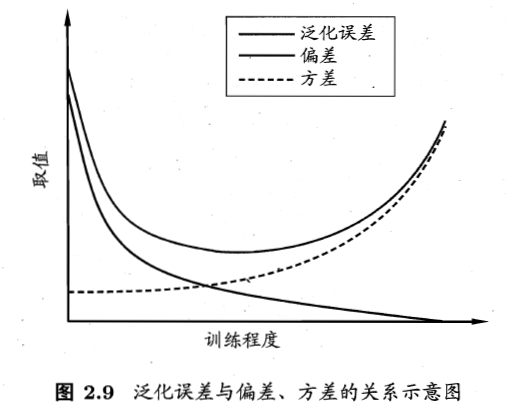 泛化误差
偏差
方差
取值
训练程度
图 2.9 泛化误差与偏差、方差的关系示意图